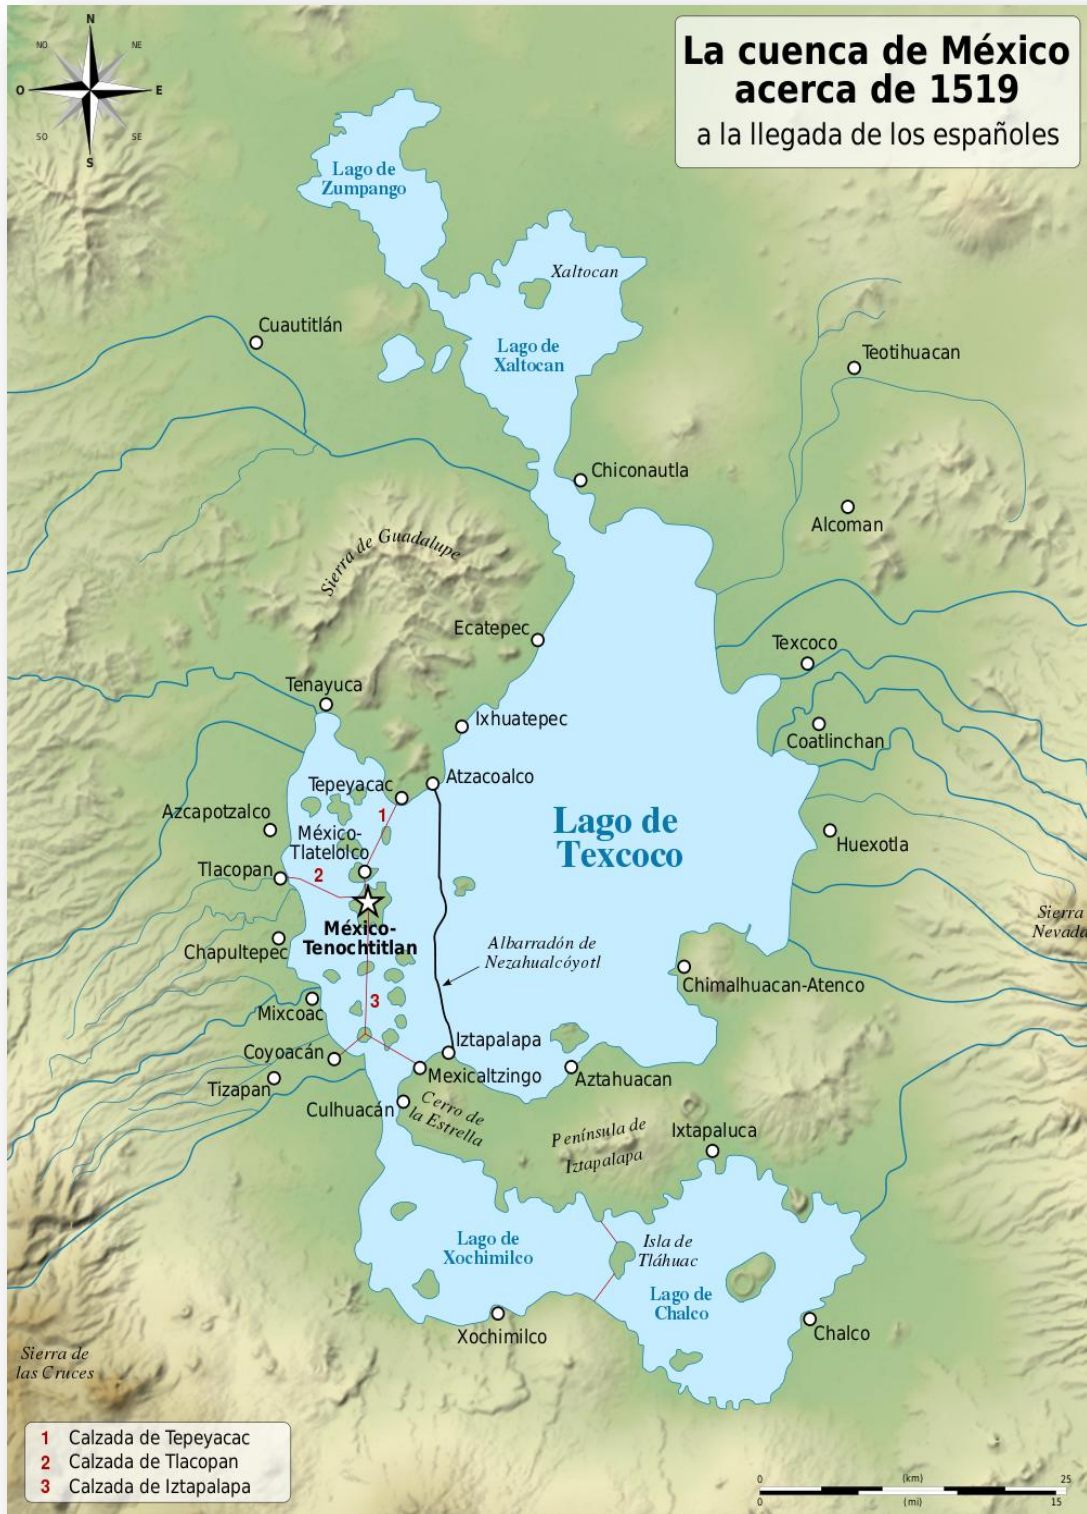 N
NO
NE
O
E
SO
SE
S
La cuenca de México
acerca de 1519
a la llegada de los españoles
Lago de
Zumpango
Xaltocan
Cuautitlán
Lago de
Xaltocan
Teotihuacan
Chiconautla
Alcoman
Sierra de Guadalupe
Ecatepec
Texcoco
Tenayuca
Ixhuatepec
Coatlinchan
Tepeyacac
Atzacoalco
Azcapotzalco
1
México-
Tlatelolco
Lago de
Texcoco
Huexotla
Tlacopan
2
México-
Tenochtitlan
Sierra
Nevada
Chapultepec
Albarradón de
Nezahualcóyotl
Chimalhuacan-Atenco
Mixcoac
3
Iztapalapa
Coyoacán
Mexicaltzingo
Aztahuacan
Tizapan
Culhuacán
Cerro de
la Estrella
Península de
Iztapalapa
Ixtapaluca
Lago de
Xochimilco
Isla de
Tláhuac
Lago de
Chalco
Xochimilco
Chalco
Sierra de
las Cruces
1 Calzada de Tepeyacac
2 Calzada de Tlacopan
3 Calzada de Iztapalapa
0 (km) 25
0 (mi) 15